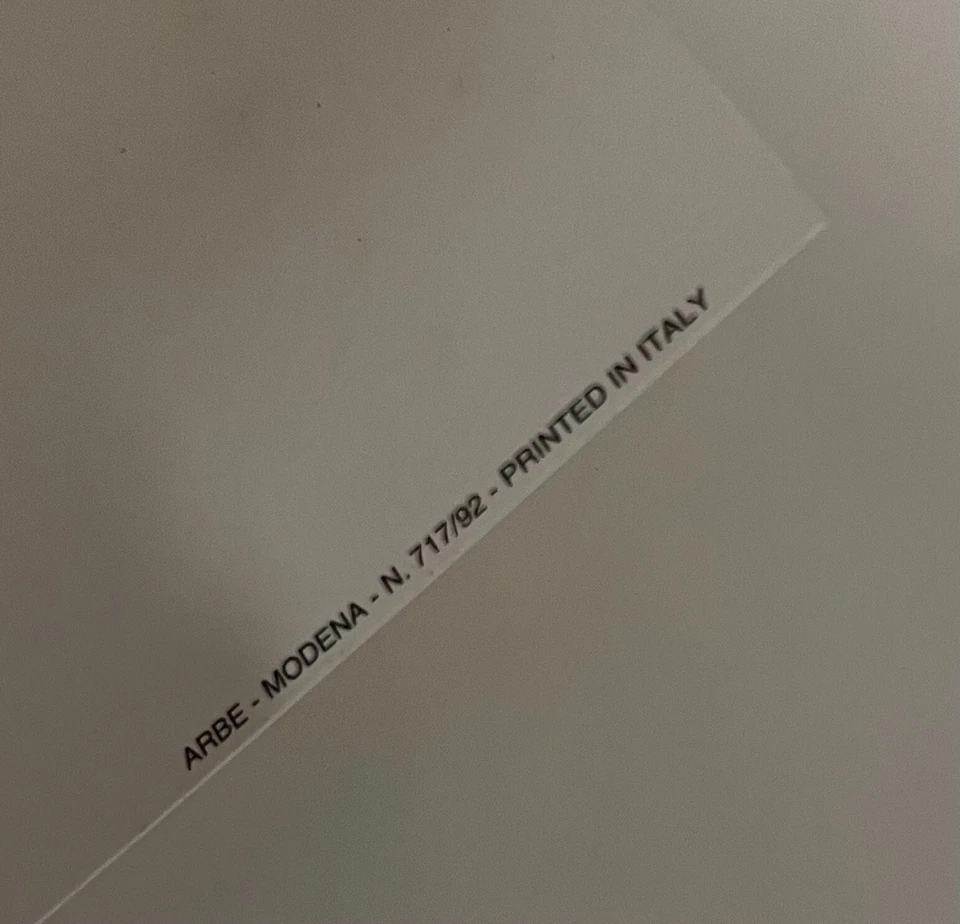 ARBE - MODENA - N. 717/92 - PRINTED IN ITALY